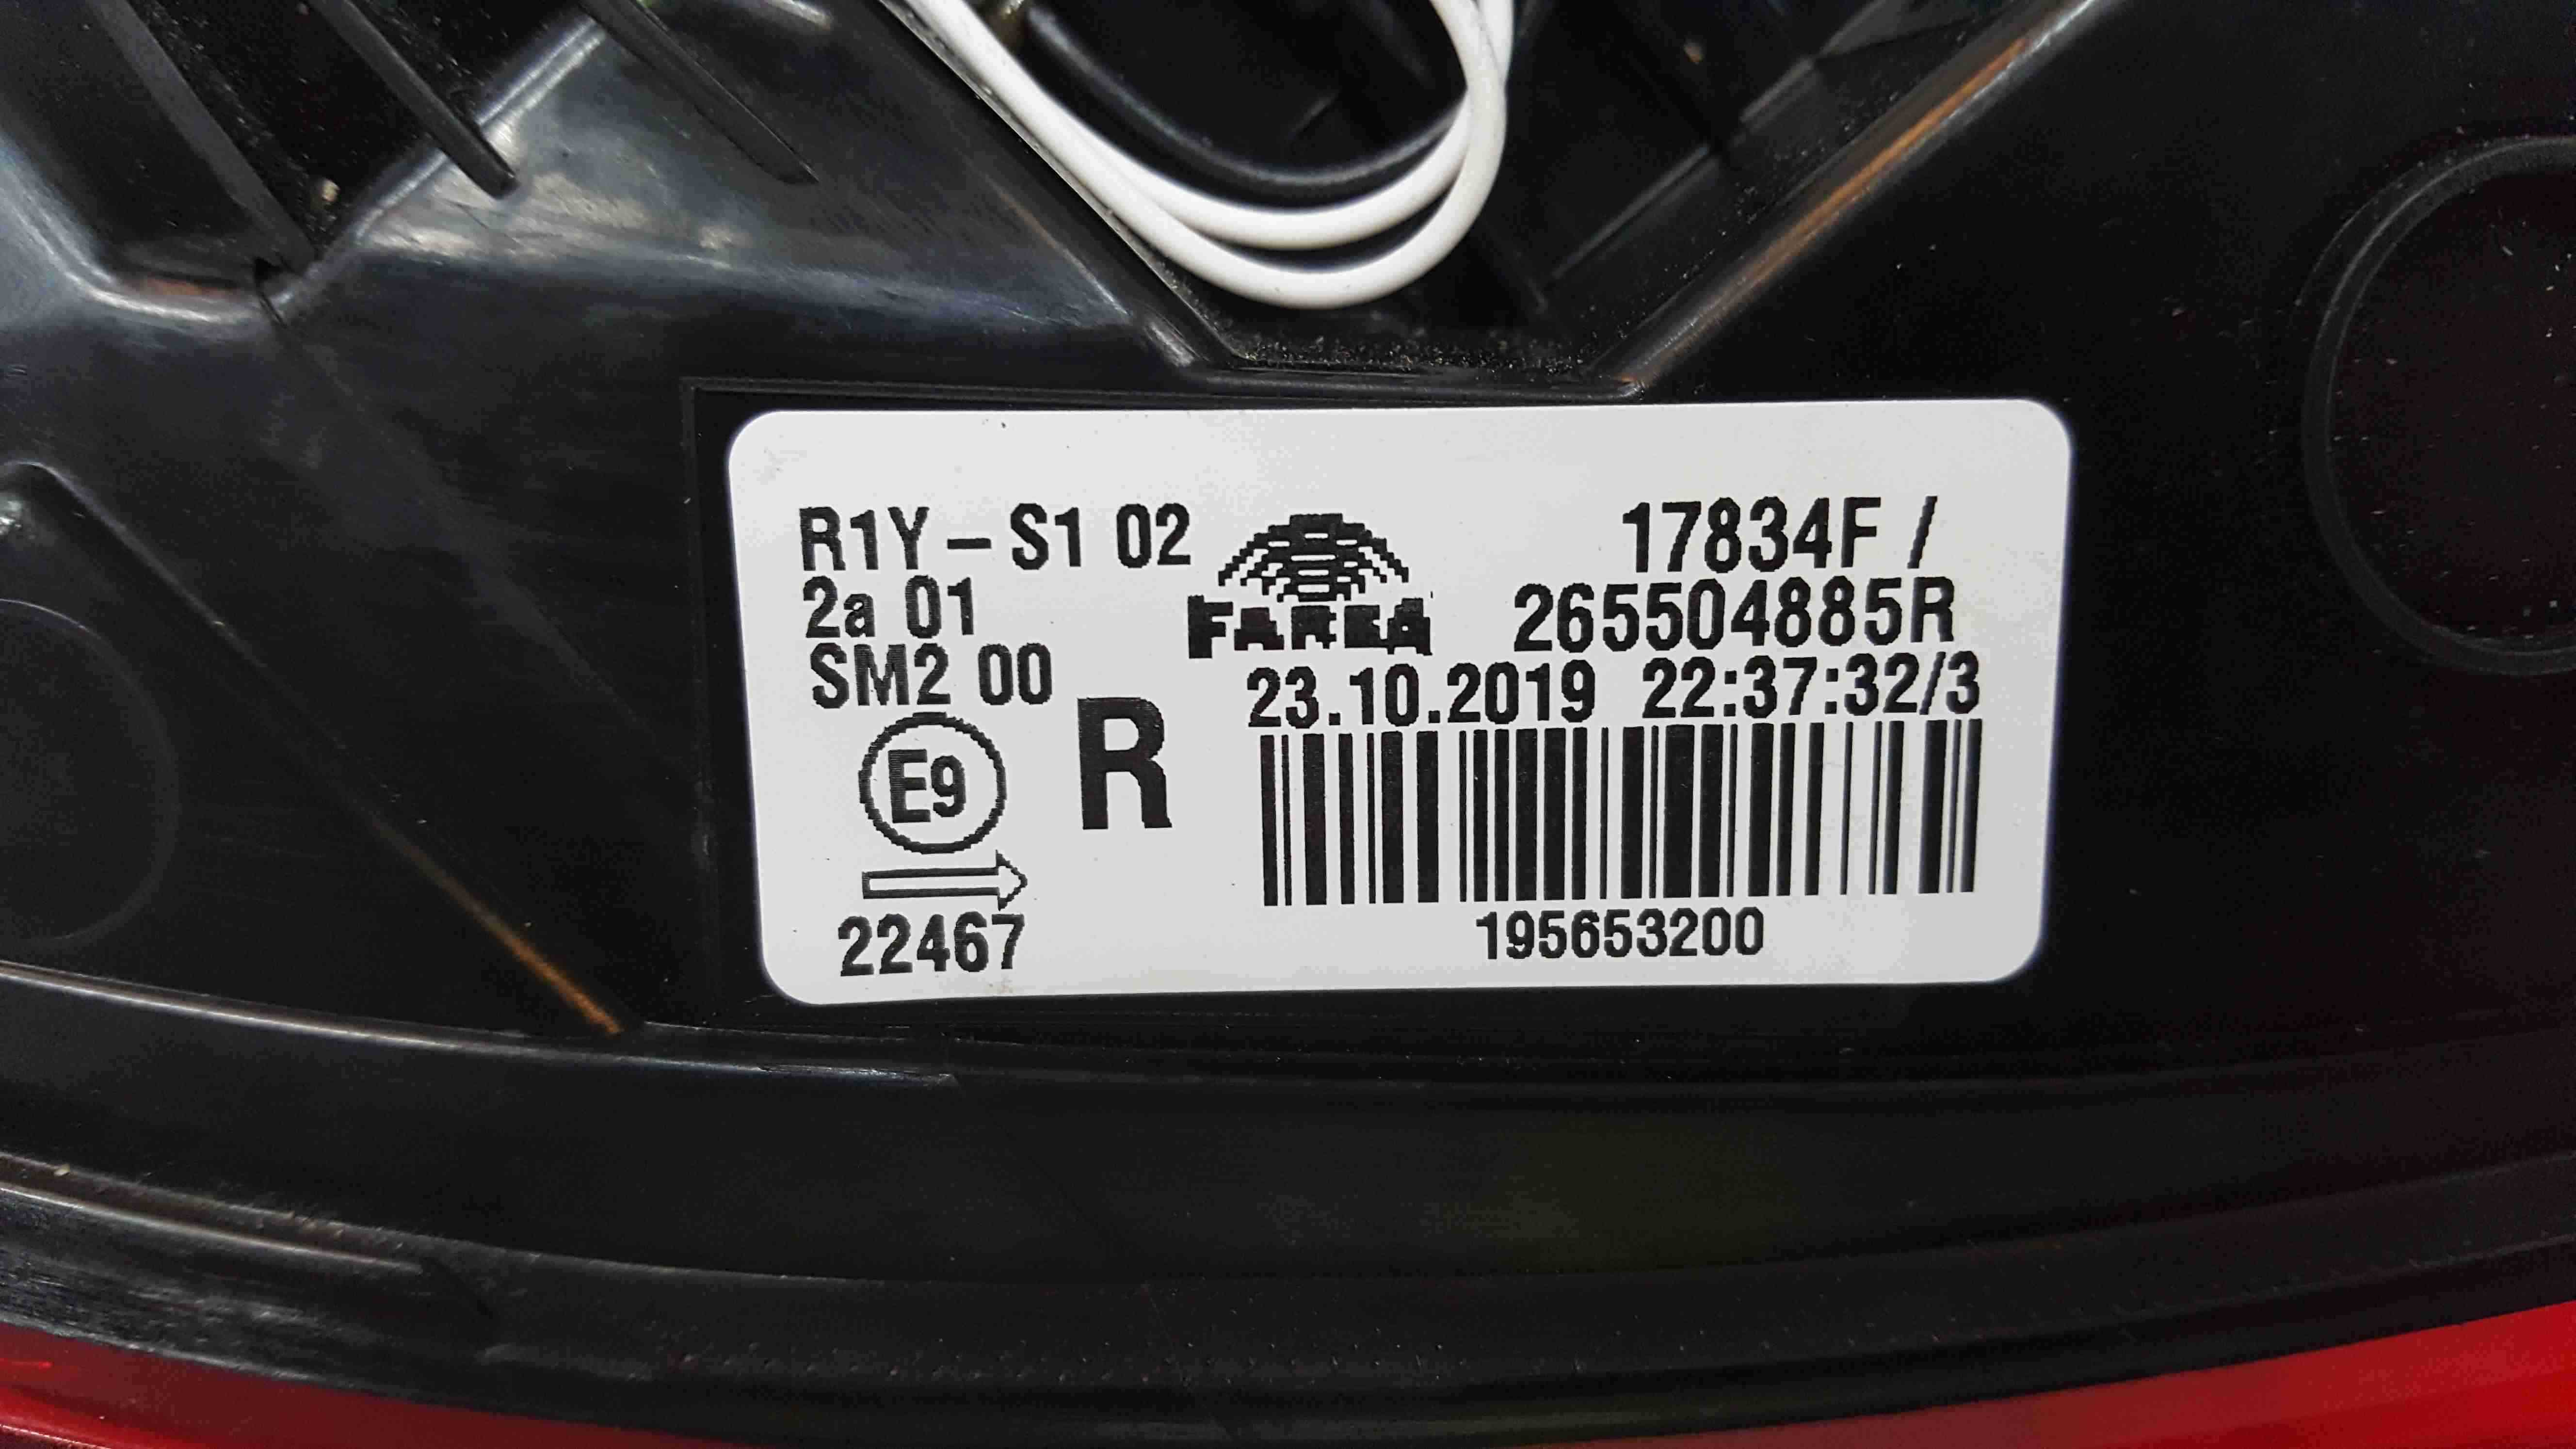 R1Y – S1 02
2a 01
SM2 00
E9
22467
R
FARBA
17834F /
265504885R
23.10.2019 22:37:32/3
195653200